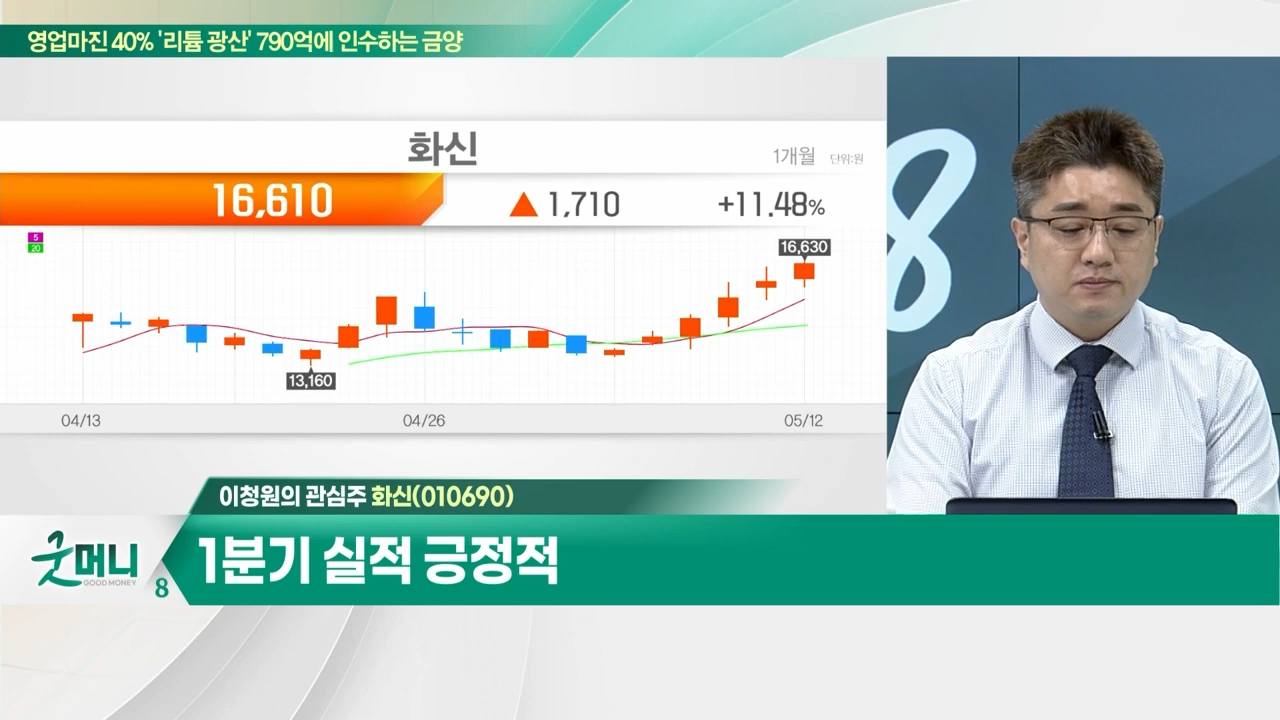 영업마진 40% '리튬 광산' 790억에 인수하는 금양
화신
1개월 단위:원
16,610 ▲ 1,710 +11.48%
5
20
16,630
13,160
04/13 04/26 05/12
8
이청원의 관심주 화신(010690)
1분기 실적 긍정적
굿머니
GOOD MONEY
8